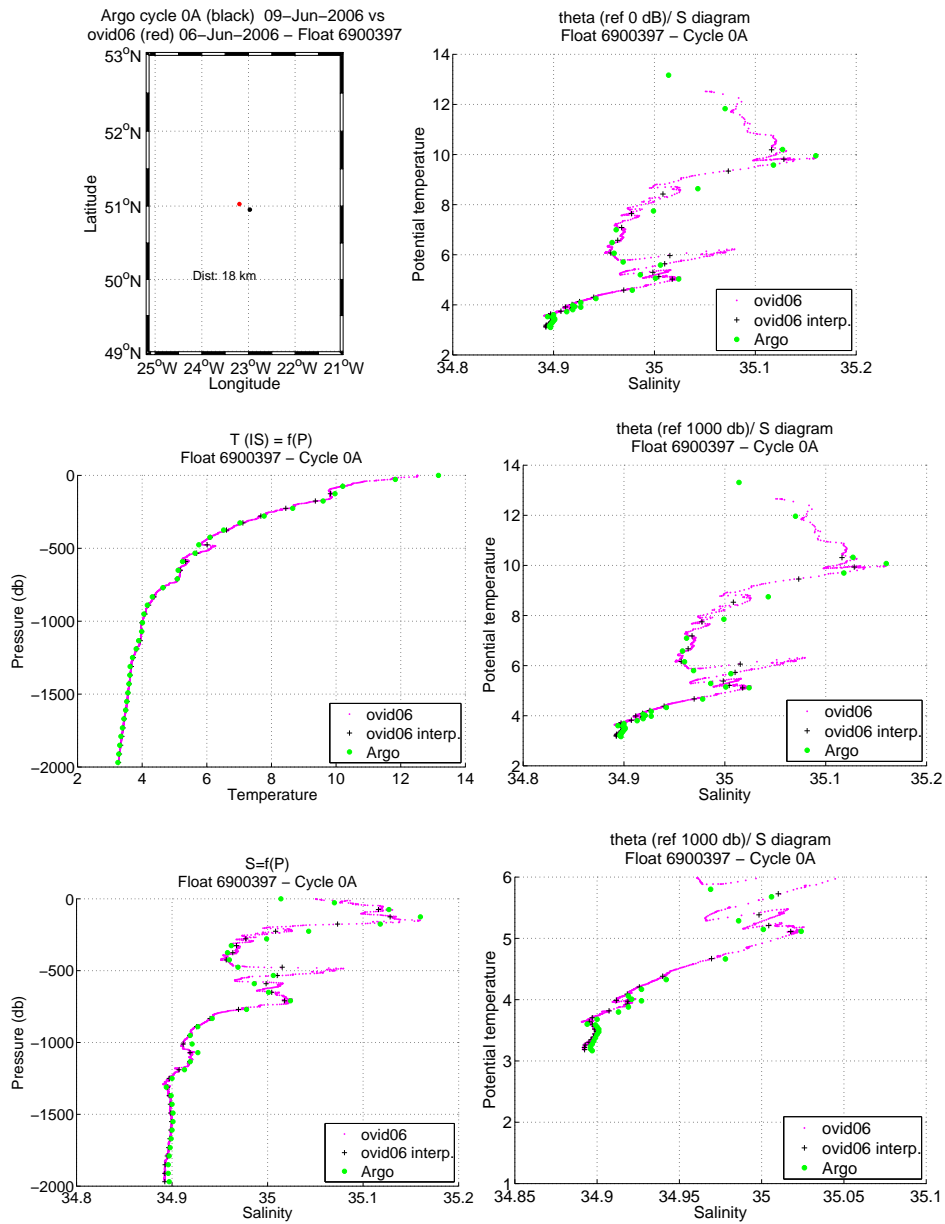 Argo cycle 0A (black)  09−Jun−2006 vs
ovid06 (red) 06−Jun−2006 − Float 6900397
53°N
52°N
51°N
50°N
49°N
Latitude
Dist: 18 km
25°W 24°W 23°W 22°W 21°W
Longitude
theta (ref 0 dB)/ S diagram
Float 6900397 − Cycle 0A
14
12
10
8
6
4
2
Potential temperature
ovid06
ovid06 interp.
Argo
34.8 34.9 35 35.1 35.2
Salinity
T (IS) = f(P)
Float 6900397 − Cycle 0A
0
−500
−1000
−1500
−2000
Pressure (db)
ovid06
ovid06 interp.
Argo
2 4 6 8 10 12 14
Temperature
theta (ref 1000 db)/ S diagram
Float 6900397 − Cycle 0A
14
12
10
8
6
4
2
Potential temperature
ovid06
ovid06 interp.
Argo
34.8 34.9 35 35.1 35.2
Salinity
S=f(P)
Float 6900397 − Cycle 0A
0
−500
−1000
−1500
−2000
Pressure (db)
ovid06
ovid06 interp.
Argo
34.8 34.9 35 35.1 35.2
Salinity
theta (ref 1000 db)/ S diagram
Float 6900397 − Cycle 0A
6
5
4
3
2
1
Potential temperature
ovid06
ovid06 interp.
Argo
34.85 34.9 34.95 35 35.05 35.1
Salinity